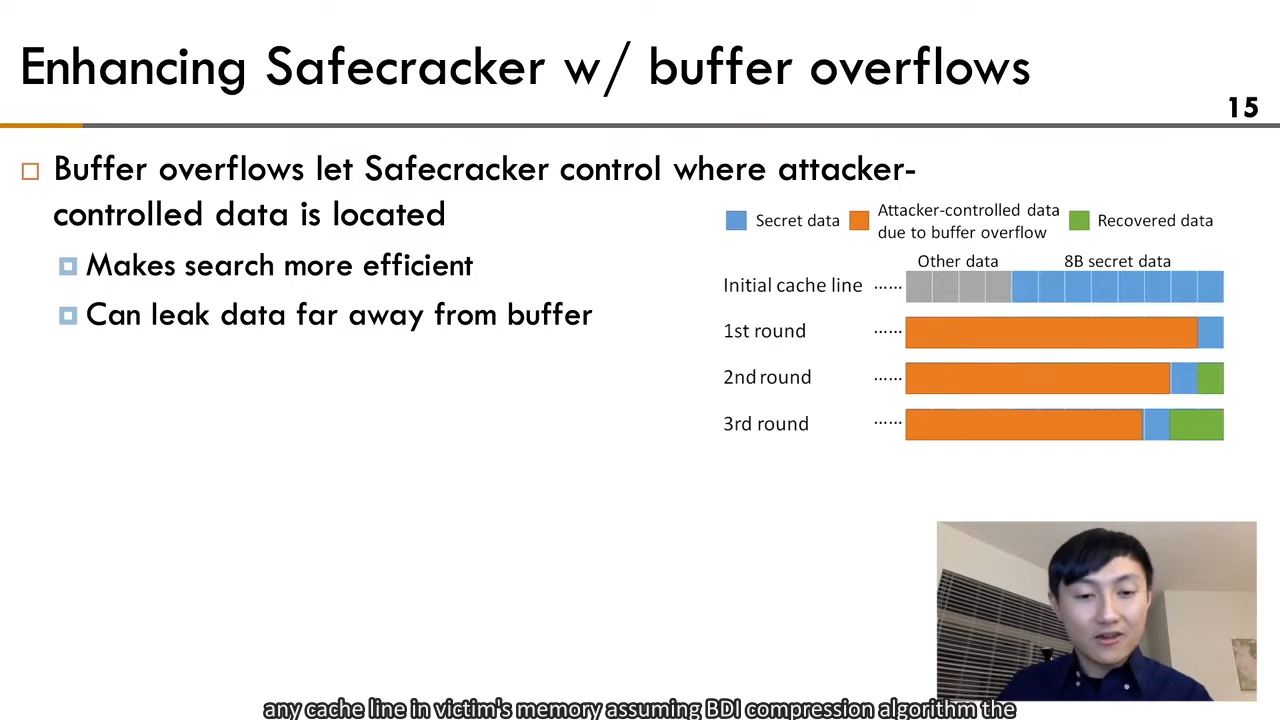 Enhancing Safecracker w/ buffer overflows
15
Buffer overflows let Safecracker control where attacker-
controlled data is located
Makes search more efficient
Can leak data far away from buffer
Secret data
Attacker-controlled data
due to buffer overflow
Recovered data
Other data
8B secret data
Initial cache line ......
1st round ......
2nd round ......
3rd round ......
any cache line in victim's memory assuming BDI compression algorithm the